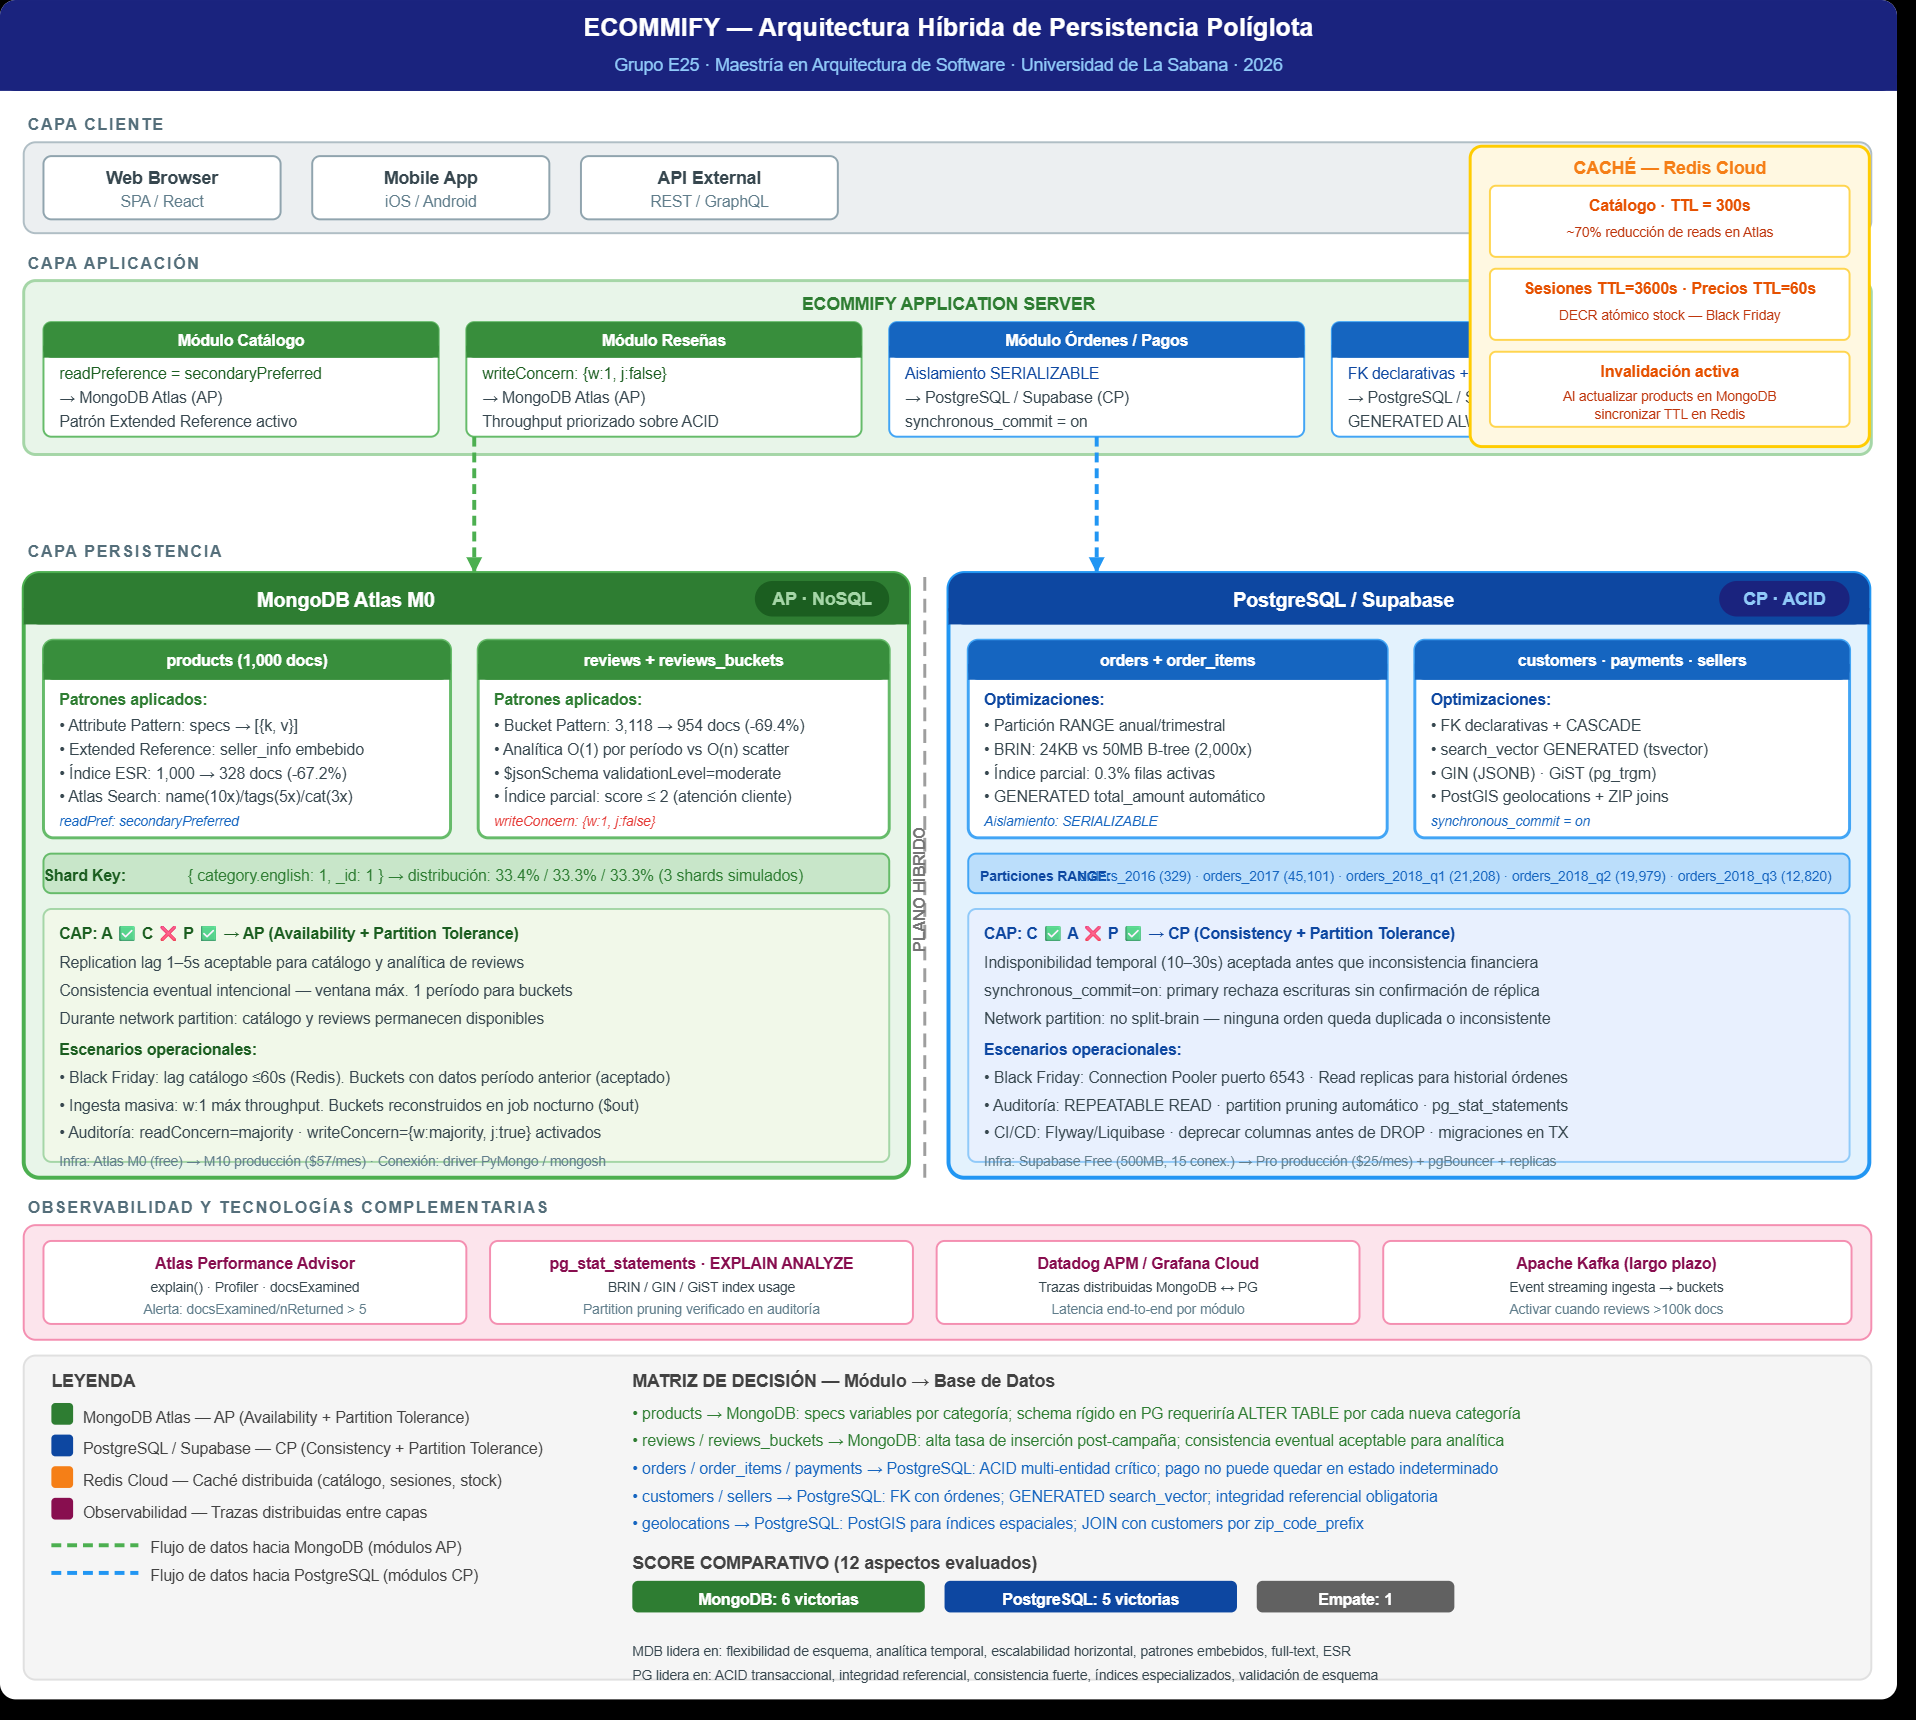 ECOMMIFY — Arquitectura Híbrida de Persistencia Políglota
Grupo E25 · Maestría en Arquitectura de Software · Universidad de La Sabana · 2026
CAPA CLIENTE
Web Browser
SPA / React
Mobile App
iOS / Android
API External
REST / GraphQL
CACHÉ — Redis Cloud
Catálogo · TTL = 300s
~70% reducción de reads en Atlas
Sesiones TTL=3600s · Precios TTL=60s
DECR atómico stock — Black Friday
Invalidación activa
Al actualizar products en MongoDB
sincronizar TTL en Redis
CAPA APLICACIÓN
ECOMMIFY APPLICATION SERVER
Módulo Catálogo
readPreference = secondaryPreferred
→ MongoDB Atlas (AP)
Patrón Extended Reference activo
Módulo Reseñas
writeConcern: {w:1, j:false}
→ MongoDB Atlas (AP)
Throughput priorizado sobre ACID
Módulo Órdenes / Pagos
Aislamiento SERIALIZABLE
→ PostgreSQL / Supabase (CP)
synchronous_commit = on
FK declarativas +
→ PostgreSQL /
GENERATED
CAPA PERSISTENCIA
MongoDB Atlas M0
AP · NoSQL
products (1,000 docs)
Patrones aplicados:
• Attribute Pattern: specs → [{k, v}]
• Extended Reference: seller_info embebido
• Índice ESR: 1,000 → 328 docs (-67.2%)
• Atlas Search: name(10x)/tags(5x)/cat(3x)
readPref: secondaryPreferred
reviews + reviews_buckets
Patrones aplicados:
• Bucket Pattern: 3,118 → 954 docs (-69.4%)
• Analítica O(1) por período vs O(n) scatter
• $jsonSchema validationLevel=moderate
• Índice parcial: score ≤ 2 (atención cliente)
writeConcern: {w:1, j:false}
Shard Key: { category.english: 1, _id: 1 } → distribución: 33.4% / 33.3% / 33.3% (3 shards simulados)
CAP: A ✅ C ❌ P ✅ → AP (Availability + Partition Tolerance)
Replication lag 1–5s aceptable para catálogo y analítica de reviews
Consistencia eventual intencional — ventana máx. 1 período para buckets
Durante network partition: catálogo y reviews permanecen disponibles
Escenarios operacionales:
• Black Friday: lag catálogo ≤60s (Redis). Buckets con datos período anterior (aceptado)
• Ingesta masiva: w:1 máx throughput. Buckets reconstruidos en job nocturno ($out)
• Auditoría: readConcern=majority · writeConcern={w:majority, j:true} activados
Infra: Atlas M0 (free) → M10 producción ($57/mes) · Conexión: driver PyMongo / mongosh
PLANO HÍBRIDO
PostgreSQL / Supabase
CP · ACID
orders + order_items
Optimizaciones:
• Partición RANGE anual/trimestral
• BRIN: 24KB vs 50MB B-tree (2,000x)
• Índice parcial: 0.3% filas activas
• GENERATED total_amount automático
Aislamiento: SERIALIZABLE
customers · payments · sellers
Optimizaciones:
• FK declarativas + CASCADE
• search_vector GENERATED (tsvector)
• GIN (JSONB) · GiST (pg_trgm)
• PostGIS geolocations + ZIP joins
synchronous_commit = on
Particiones RANGE: orders_2016 (329) · orders_2017 (45,101) · orders_2018_q1 (21,208) · orders_2018_q2 (19,979) · orders_2018_q3 (12,820)
CAP: C ✅ A ❌ P ✅ → CP (Consistency + Partition Tolerance)
Indisponibilidad temporal (10–30s) aceptada antes que inconsistencia financiera
synchronous_commit=on: primary rechaza escrituras sin confirmación de réplica
Network partition: no split-brain — ninguna orden queda duplicada o inconsistente
Escenarios operacionales:
• Black Friday: Connection Pooler puerto 6543 · Read replicas para historial órdenes
• Auditoría: REPEATABLE READ · partition pruning automático · pg_stat_statements
• CI/CD: Flyway/Liquibase · deprecar columnas antes de DROP · migraciones en TX
Infra: Supabase Free (500MB, 15 conex.) → Pro producción ($25/mes) + pgBouncer + replicas
OBSERVABILIDAD Y TECNOLOGÍAS COMPLEMENTARIAS
Atlas Performance Advisor
explain() · Profiler · docsExamined
Alerta: docsExamined/nReturned > 5
pg_stat_statements · EXPLAIN ANALYZE
BRIN / GIN / GiST index usage
Partition pruning verificado en auditoría
Datadog APM / Grafana Cloud
Trazas distribuidas MongoDB ↔ PG
Latencia end-to-end por módulo
Apache Kafka (largo plazo)
Event streaming ingesta → buckets
Activar cuando reviews >100k docs
LEYENDA
MongoDB Atlas — AP (Availability + Partition Tolerance)
PostgreSQL / Supabase — CP (Consistency + Partition Tolerance)
Redis Cloud — Caché distribuida (catálogo, sesiones, stock)
Observabilidad — Trazas distribuidas entre capas
Flujo de datos hacia MongoDB (módulos AP)
Flujo de datos hacia PostgreSQL (módulos CP)
MATRIZ DE DECISIÓN — Módulo → Base de Datos
• products → MongoDB: specs variables por categoría; schema rígido en PG requeriría ALTER TABLE por cada nueva categoría
• reviews / reviews_buckets → MongoDB: alta tasa de inserción post-campaña; consistencia eventual aceptable para analítica
• orders / order_items / payments → PostgreSQL: ACID multi-entidad crítico; pago no puede quedar en estado indeterminado
• customers / sellers → PostgreSQL: FK con órdenes; GENERATED search_vector; integridad referencial obligatoria
• geolocations → PostgreSQL: PostGIS para índices espaciales; JOIN con customers por zip_code_prefix
SCORE COMPARATIVO (12 aspectos evaluados)
MongoDB: 6 victorias
PostgreSQL: 5 victorias
Empate: 1
MDB lidera en: flexibilidad de esquema, analítica temporal, escalabilidad horizontal, patrones embebidos, full-text, ESR
PG lidera en: ACID transaccional, integridad referencial, consistencia fuerte, índices especializados, validación de esquema